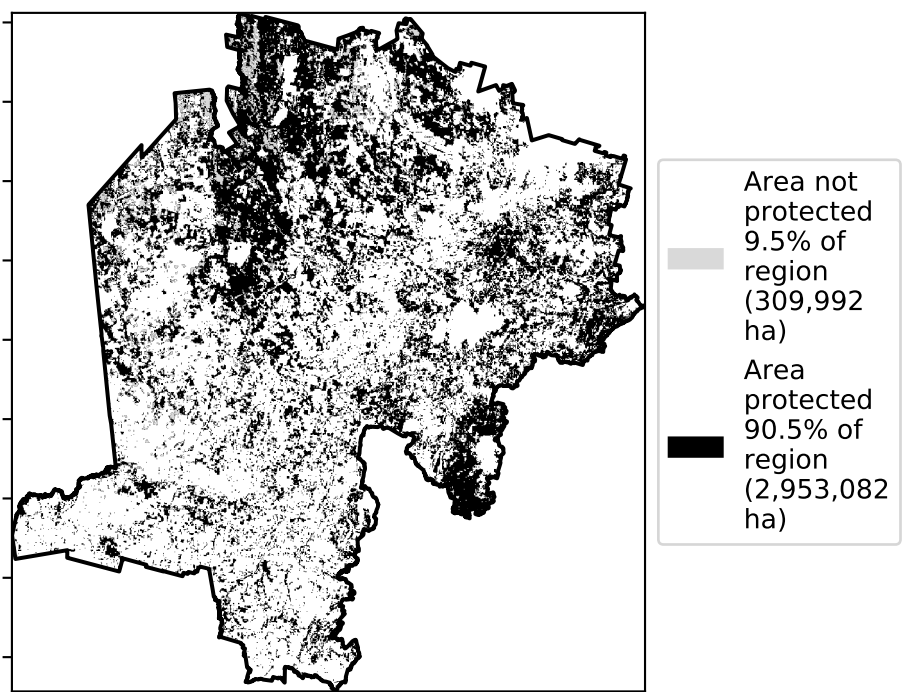 Area not
protected
9.5% of
region
(309,992
ha)
Area
protected
90.5% of
region
(2,953,082
ha)